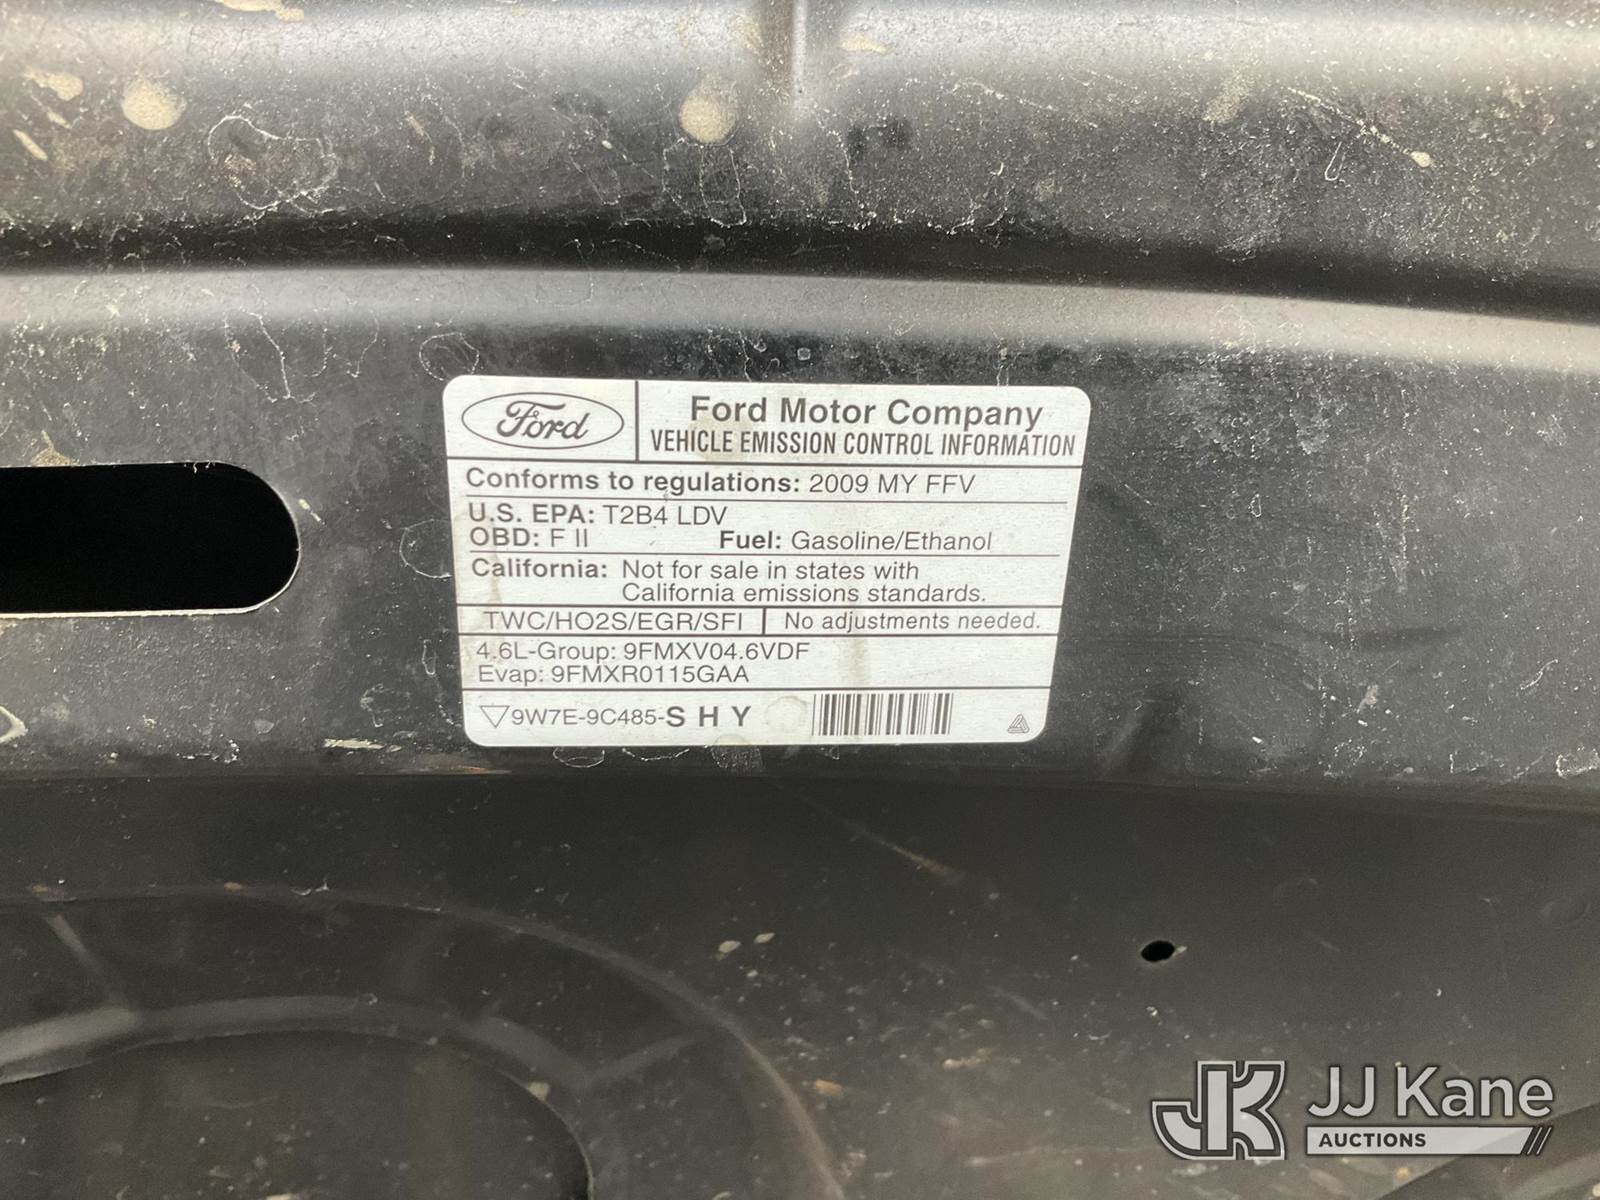 Ford
Ford Motor Company
VEHICLE EMISSION CONTROL INFORMATION
Conforms to regulations: 2009 MY FFV
U.S. EPA: T2B4 LDV
OBD: F II Fuel: Gasoline/Ethanol
California: Not for sale in states with
California emissions standards.
TWC/HO2S/EGR/SFI No adjustments needed.
4.6L-Group: 9FMXV04.6VDF
Evap: 9FMXR0115GAA
9W7E-9C485-SHY
JK JJ Kane
AUCTIONS